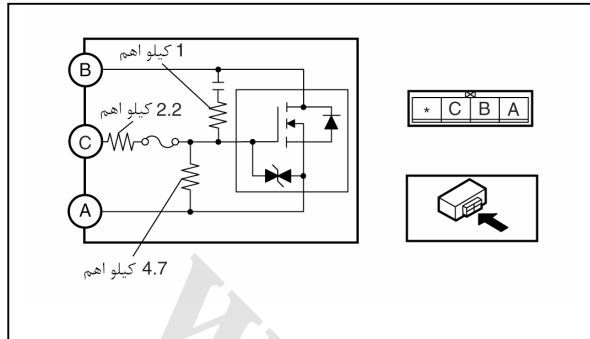 1 کیلو اهم
B
2.2 کیلو اهم
C
A
4.7 کیلو اهم
* C B A